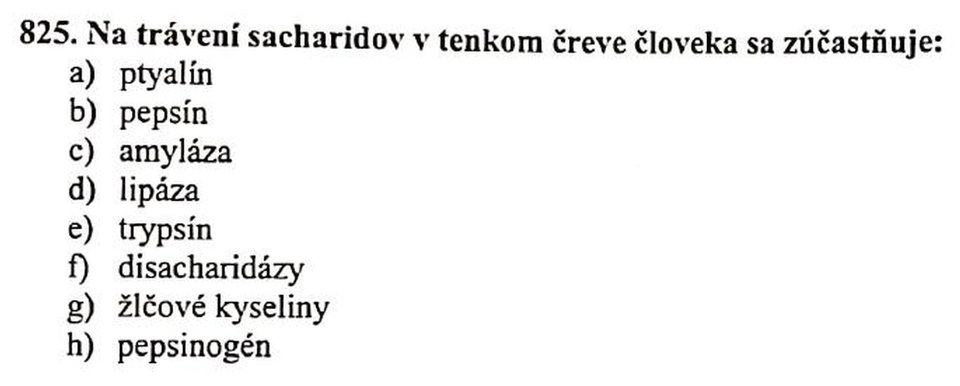 825. Na trávení sacharidov v tenkom čreve človeka sa zúčastňuje:
a) ptyalín
b) pepsín
c) amyláza
d) lipáza
e) trypsín
f) disacharidázy
g) žlčové kyseliny
h) pepsinogén